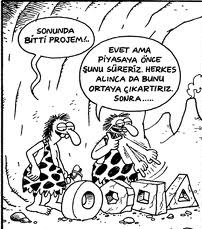 SONUNDA
BİTTİ PROJEM!..
EVET AMA
PİYASAYA ÖNCE
ŞUNU SÜRERİZ. HERKES
ALINCA DA BUNU
ORTAYA ÇIKARTIRIZ.
SONRA.....